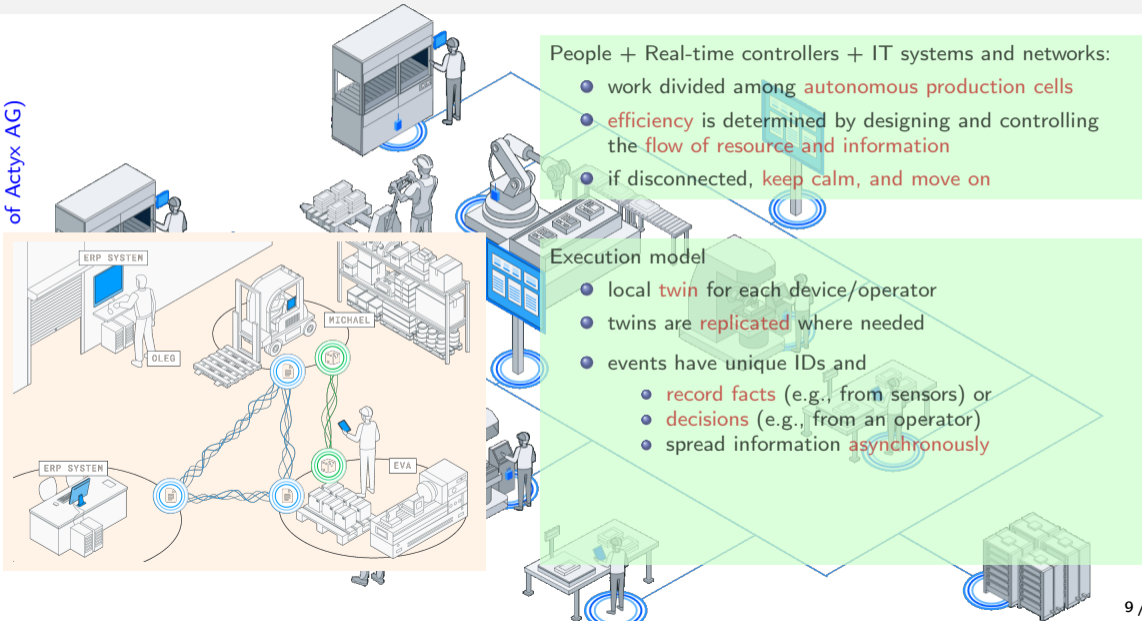 of Actyx AG)
People + Real-time controllers + IT systems and networks:
work divided among autonomous production cells
efficiency is determined by designing and controlling
the flow of resource and information
if disconnected, keep calm, and move on
ERP SYSTEM
OLEG
MICHAEL
ERP SYSTEM
EVA
Execution model
local twin for each device/operator
twins are replicated where needed
events have unique IDs and
record facts (e.g., from sensors) or
decisions (e.g., from an operator)
spread information asynchronously
9 /